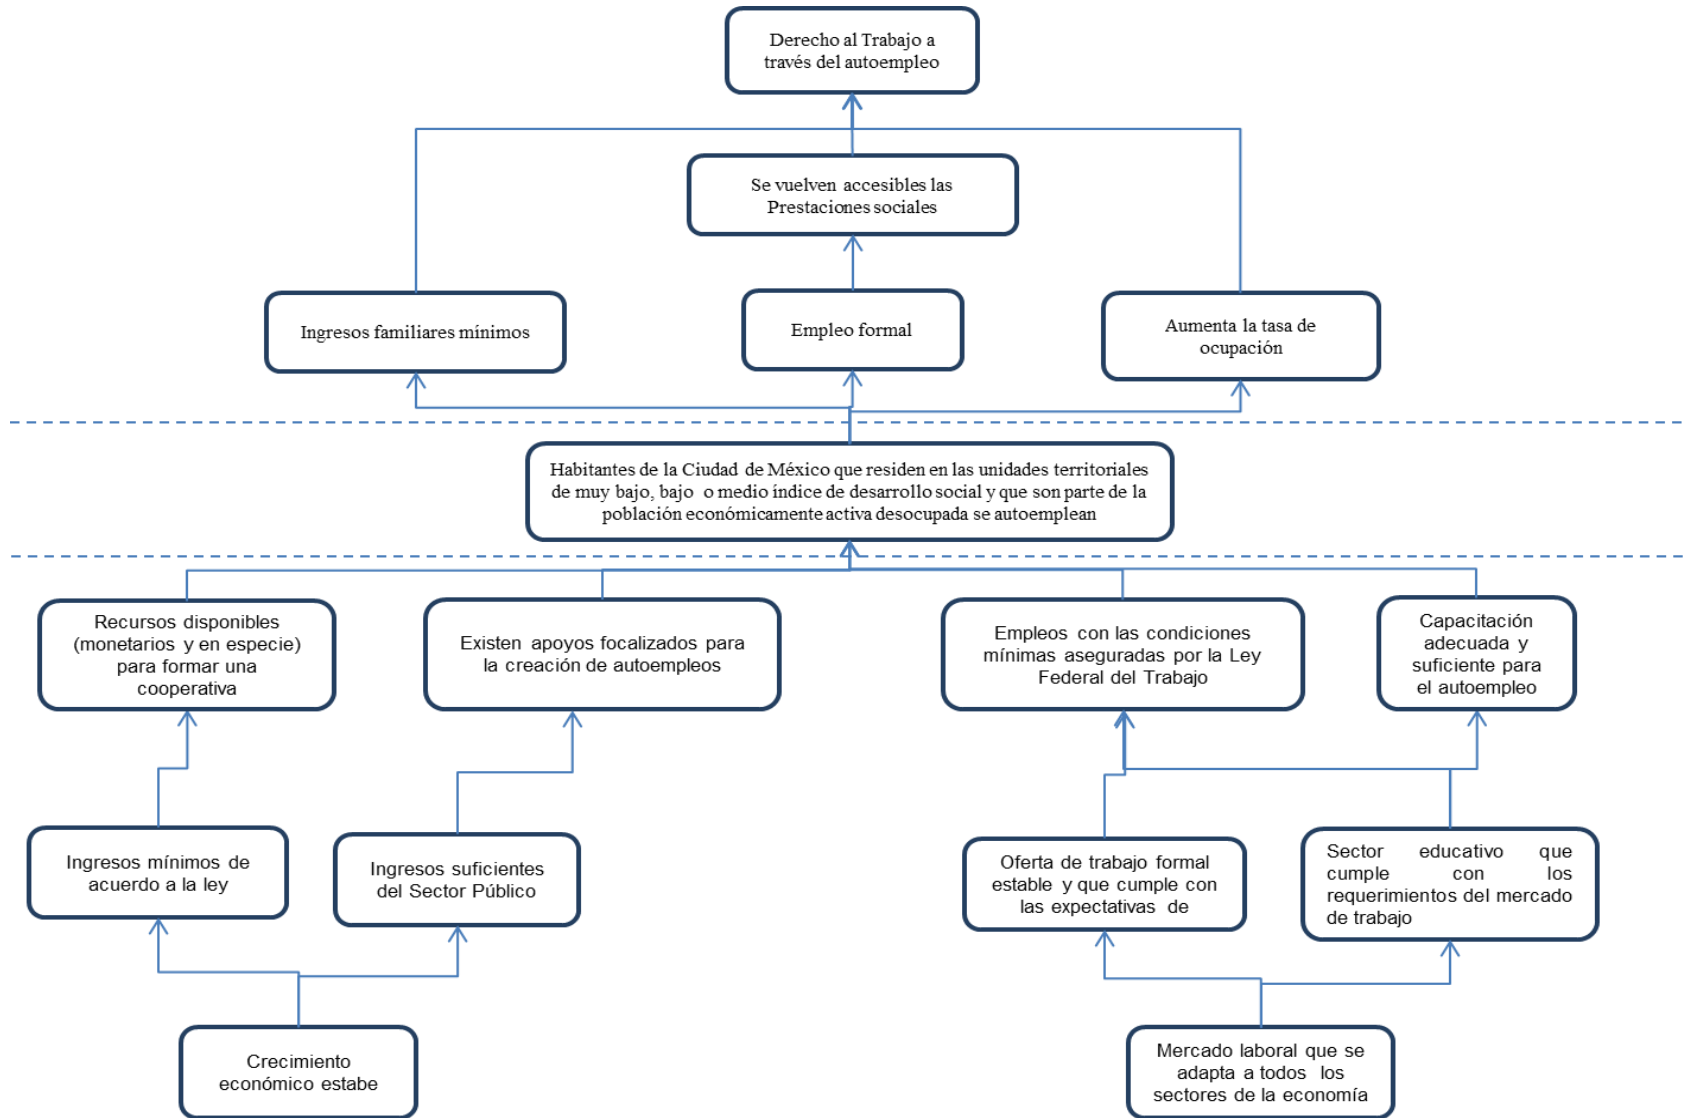 Derecho al Trabajo a
través del autoempleo
Se vuelven accesibles las
Prestaciones sociales
Ingresos familiares mínimos
Empleo formal
Aumenta la tasa de
ocupación
Habitantes de la Ciudad de México que residen en las unidades territoriales
de muy bajo, bajo o medio índice de desarrollo social y que son parte de la
población económicamente activa desocupada se autoemplean
Recursos disponibles
(monetarios y en especie)
para formar una
cooperativa
Existen apoyos focalizados para
la creación de autoempleos
Empleos con las condiciones
mínimas aseguradas por la Ley
Federal del Trabajo
Capacitación
adecuada y
suficiente para
el autoempleo
Ingresos mínimos de
acuerdo a la ley
Ingresos suficientes
del Sector Público
Oferta de trabajo formal
estable y que cumple con
las expectativas de
Sector educativo que
cumple con los
requerimientos del mercado
de trabajo
Crecimiento
económico estabe
Mercado laboral que se
adapta a todos los
sectores de la economía